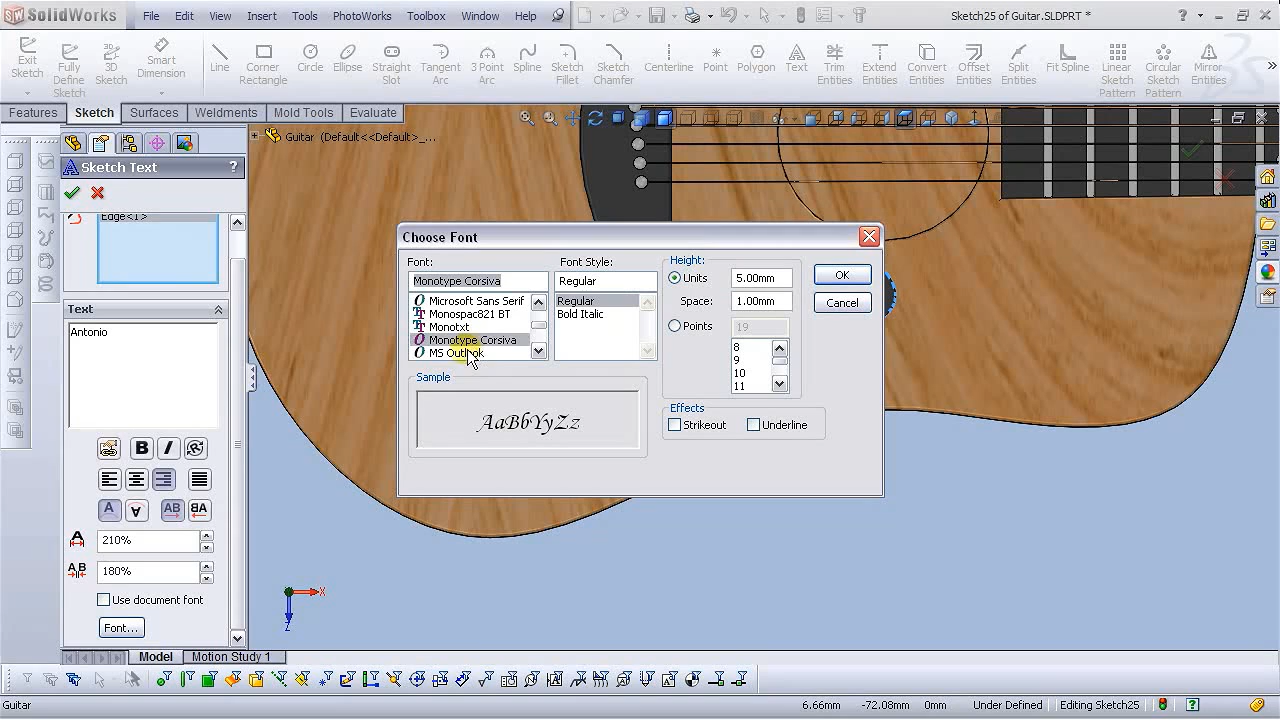 SolidWorks File Edit View Insert Tools PhotoWorks Toolbox Window Help Sketch25 of Guitar.SLDPRT *
Exit Sketch Fully Define Sketch 3D Sketch Smart Dimension Line Corner Rectangle Circle Ellipse Straight Slot Tangent Arc 3 Point Arc Spline Sketch Fillet Sketch Chamfer Centerline Point Polygon Text Trim Entities Extend Entities Convert Entities Offset Entities Split Entities Fit Spline Linear Sketch Pattern Circular Sketch Pattern Mirror Entities
Features Sketch Surfaces Weldments Mold Tools Evaluate
Guitar (Default<<Default>_...
Sketch Text ?
Edge<1>
Text
Antonio
210%
180%
Use document font
Font...
Choose Font
Font:
Monotype Corsiva
Microsoft Sans Serif
Monospac821 BT
Monotxt
Monotype Corsiva
MS Outlook
Font Style:
Regular
Regular
Bold Italic
Height:
Units 5.00mm
Space: 1.00mm
Points 19
8
9
10
11
OK
Cancel
Sample
AaBbYyZz
Effects
Strikeout Underline
X
Z
Model Motion Study 1
Guitar 6.66mm -72.08mm 0mm Under Defined Editing Sketch25